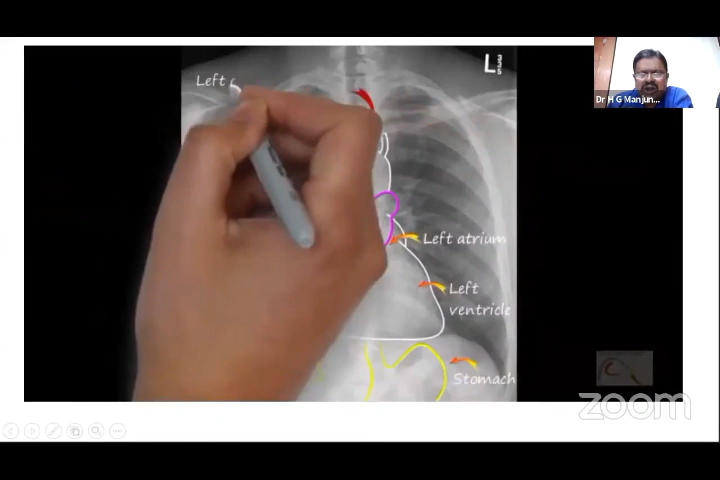 L
Left
Dr H G Manjun...
Left atrium
Left
ventricle
Stomach
zoom